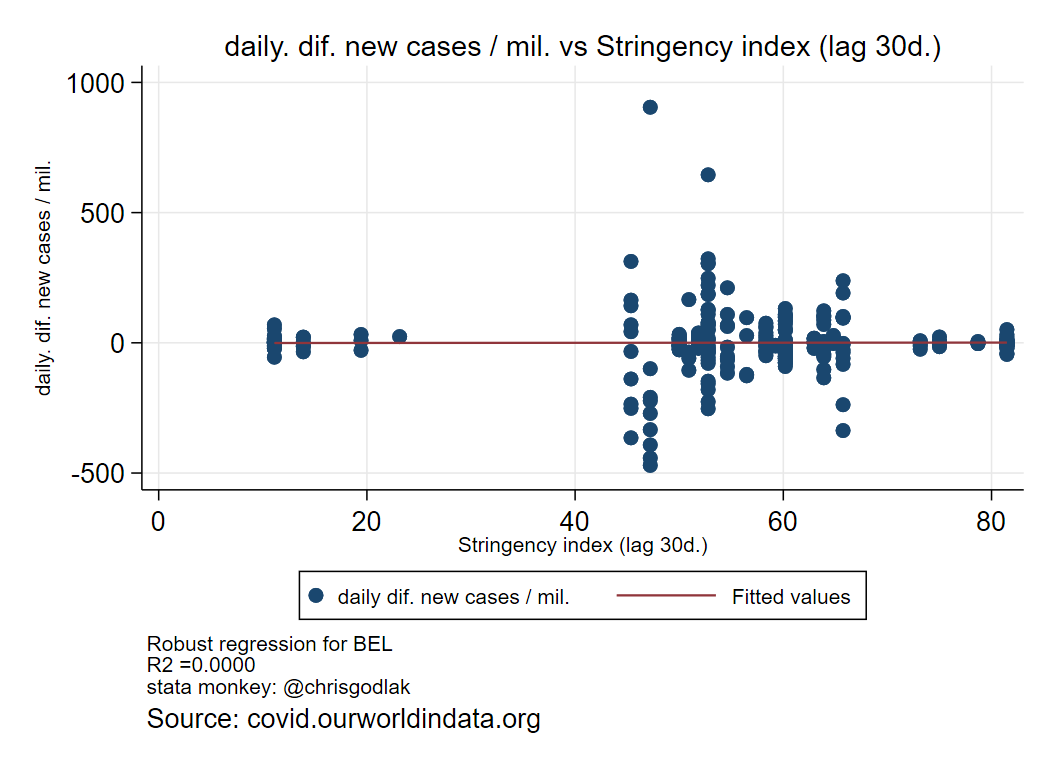 daily. dif. new cases / mil. vs Stringency index (lag 30d.)
daily. dif. new cases / mil.
1000
500
0
-500
0 20 40 60 80
Stringency index (lag 30d.)
daily dif. new cases / mil. Fitted values
Robust regression for BEL
R2 =0.0000
stata monkey: @chrisgodlak
Source: covid.ourworldindata.org